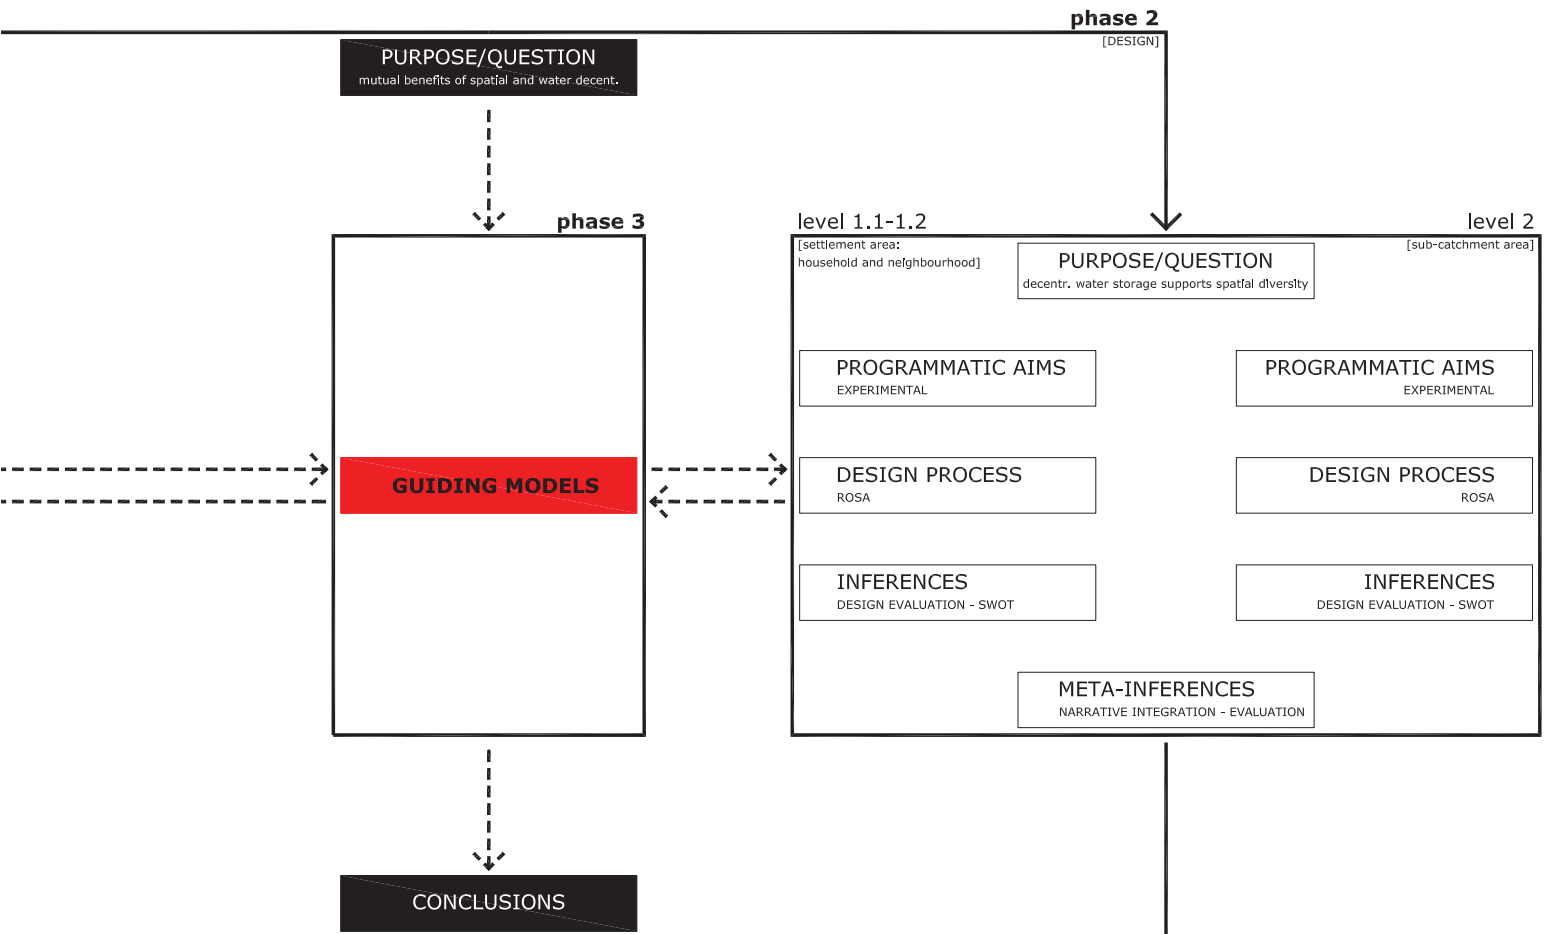 phase 2
[DESIGN]
PURPOSE/QUESTION
mutual benefits of spatial and water decent.
phase 3
level 1.1-1.2
level 2
[settlement area:
household and neighbourhood]
[sub-catchment area]
PURPOSE/QUESTION
decentr. water storage supports spatial diversity
PROGRAMMATIC AIMS
EXPERIMENTAL
PROGRAMMATIC AIMS
EXPERIMENTAL
GUIDING MODELS
DESIGN PROCESS
ROSA
DESIGN PROCESS
ROSA
INFERENCES
DESIGN EVALUATION - SWOT
INFERENCES
DESIGN EVALUATION - SWOT
META-INFERENCES
NARRATIVE INTEGRATION - EVALUATION
CONCLUSIONS